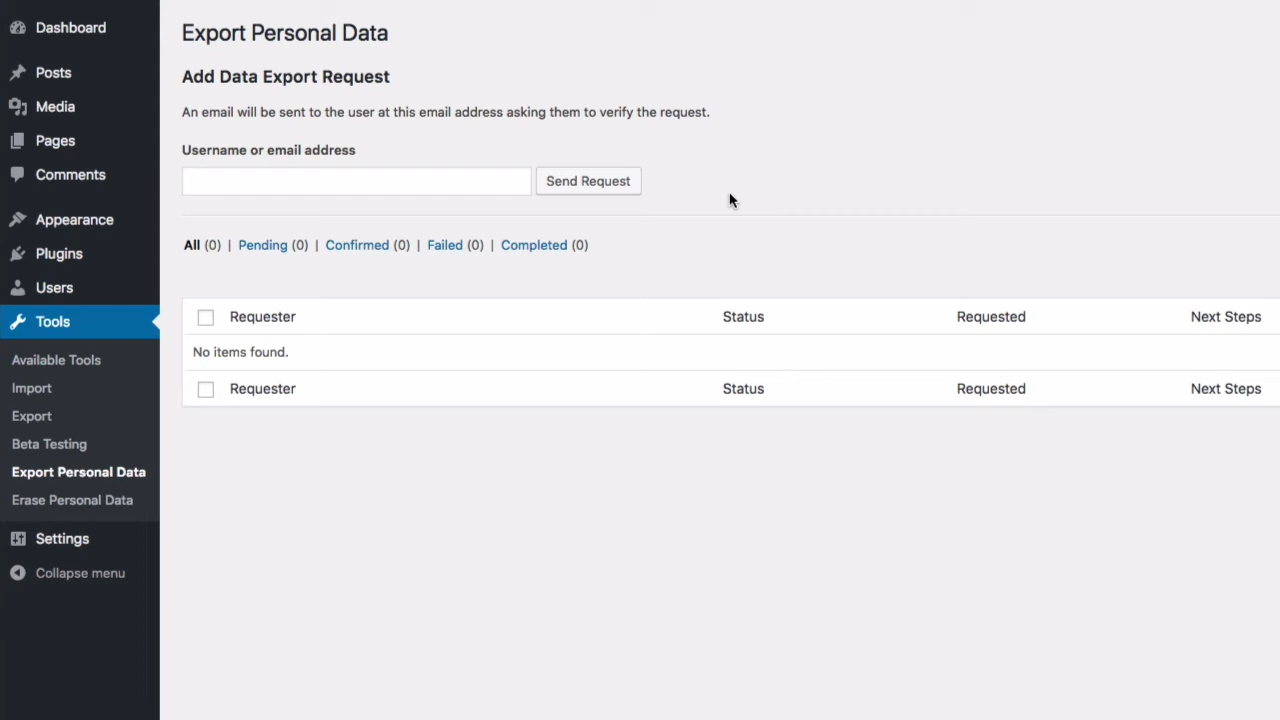 Dashboard
Posts
Media
Pages
Comments
Appearance
Plugins
Users
Tools
Available Tools
Import
Export
Beta Testing
Export Personal Data
Erase Personal Data
Settings
Collapse menu
Export Personal Data
Add Data Export Request
An email will be sent to the user at this email address asking them to verify the request.
Username or email address
Send Request
All (0) | Pending (0) | Confirmed (0) | Failed (0) | Completed (0)
Requester Status Requested Next Steps
No items found.
Requester Status Requested Next Steps